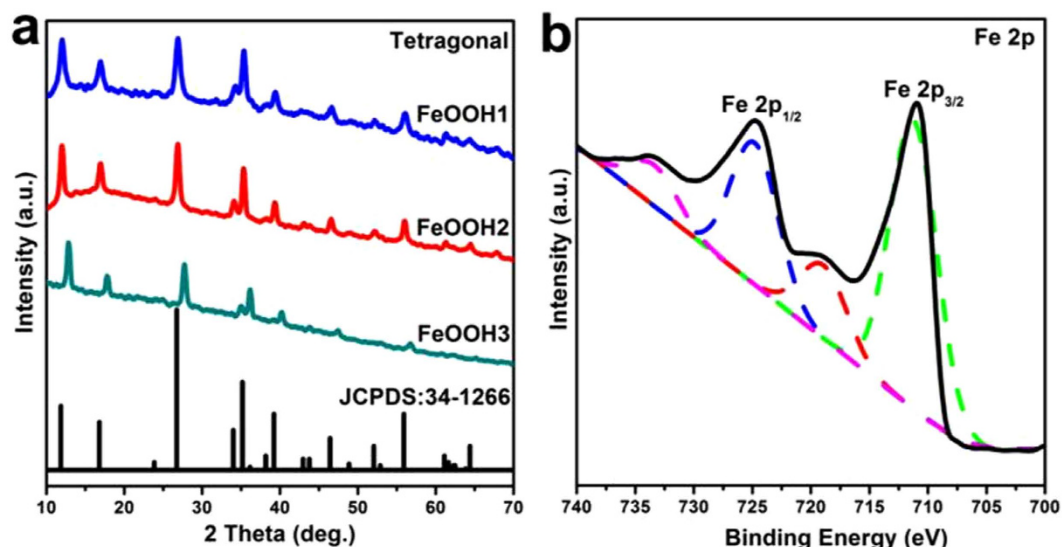 a
Tetragonal
FeOOH1
FeOOH2
FeOOH3
JCPDS:34-1266
Intensity (a.u.)
10 20 30 40 50 60 70
2 Theta (deg.)
b
Fe 2p
Fe 2p1/2
Fe 2p3/2
Intensity (a.u.)
740 735 730 725 720 715 710 705 700
Binding Energy (eV)